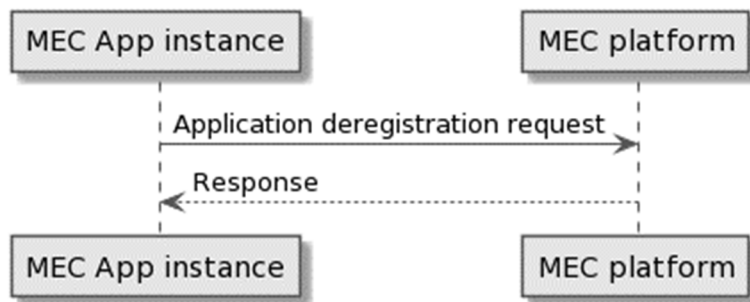 MEC App instance
MEC platform
Application deregistration request
Response
MEC App instance
MEC platform